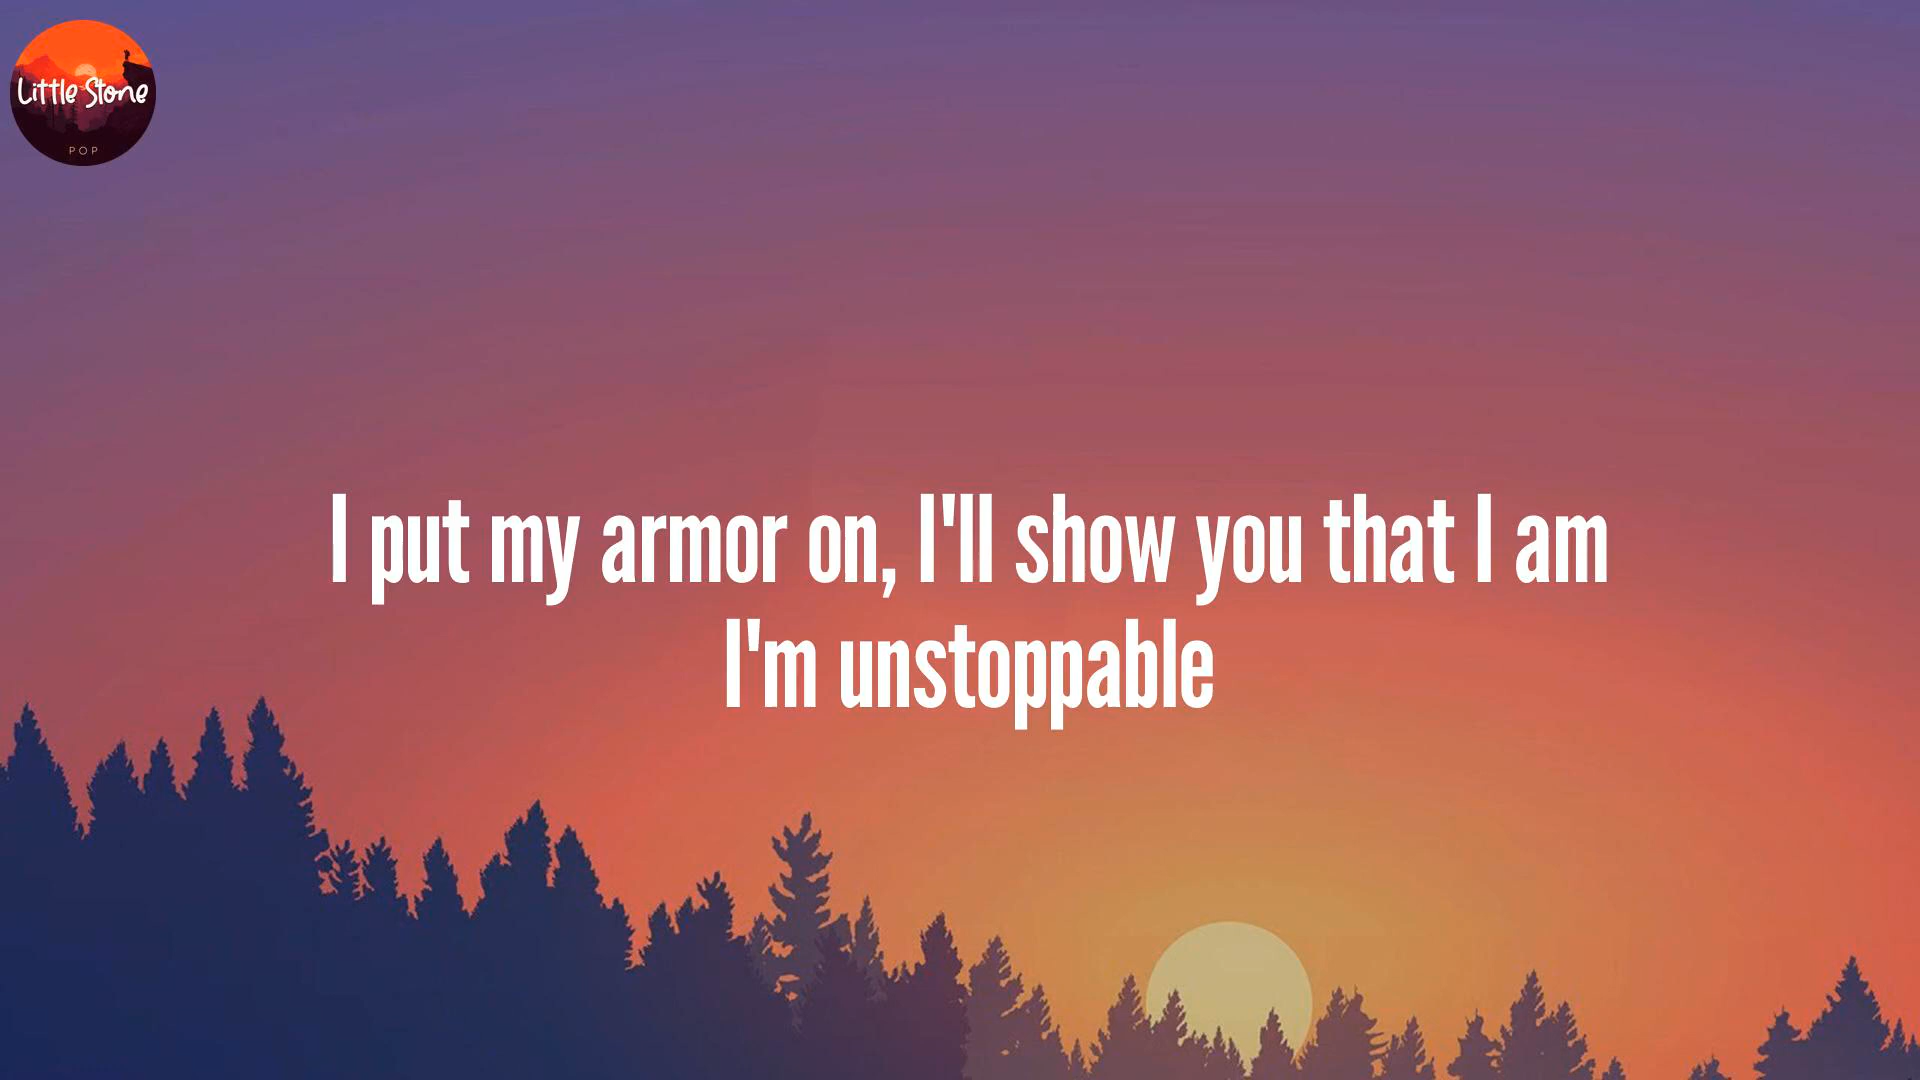 Little Stone
POP
I put my armor on, I'll show you that I am
I'm unstoppable